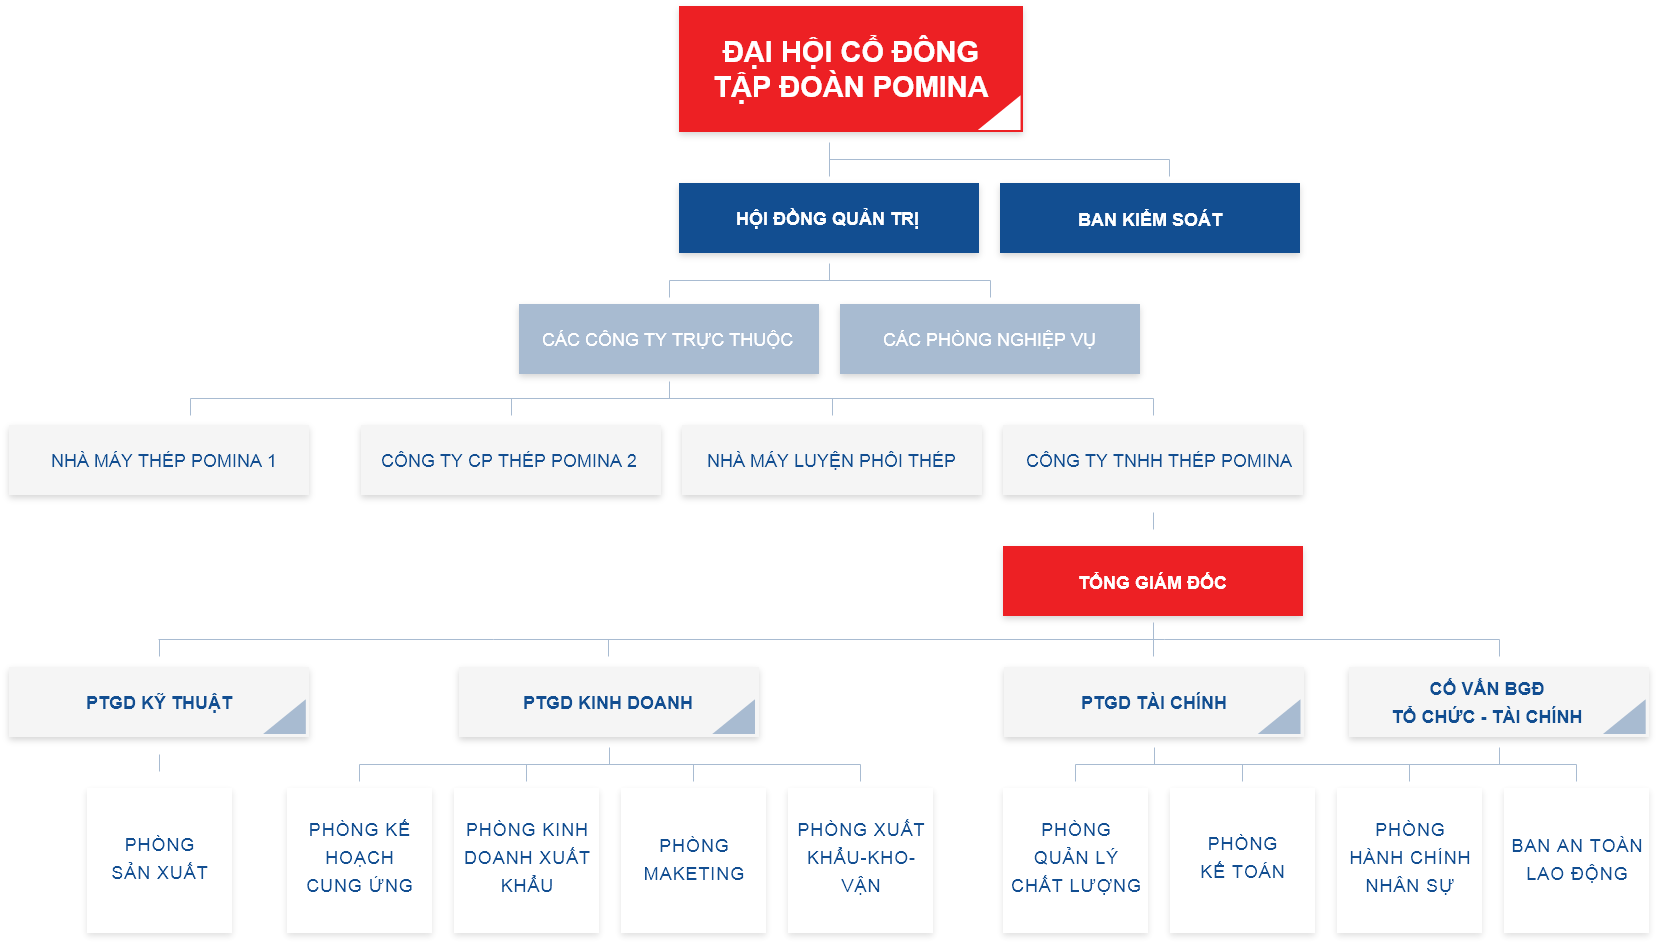 ĐẠI HỘI CỔ ĐÔNG
TẬP ĐOÀN POMINA
HỘI ĐỒNG QUẢN TRỊ
BAN KIỂM SOÁT
CÁC CÔNG TY TRỰC THUỘC
CÁC PHÒNG NGHIỆP VỤ
NHÀ MÁY THÉP POMINA 1
CÔNG TY CP THÉP POMINA 2
NHÀ MÁY LUYỆN PHÔI THÉP
CÔNG TY TNHH THÉP POMINA
TỔNG GIÁM ĐỐC
PTGD KỸ THUẬT
PTGD KINH DOANH
PTGD TÀI CHÍNH
CỐ VẤN BGĐ
TỔ CHỨC - TÀI CHÍNH
PHÒNG
SẢN XUẤT
PHÒNG KẾ
HOẠCH
CUNG ỨNG
PHÒNG KINH
DOANH XUẤT
KHẨU
PHÒNG
MAKETING
PHÒNG XUẤT
KHẨU-KHO-
VẬN
PHÒNG
QUẢN LÝ
CHẤT LƯỢNG
PHÒNG
KẾ TOÁN
PHÒNG
HÀNH CHÍNH
NHÂN SỰ
BAN AN TOÀN
LAO ĐỘNG